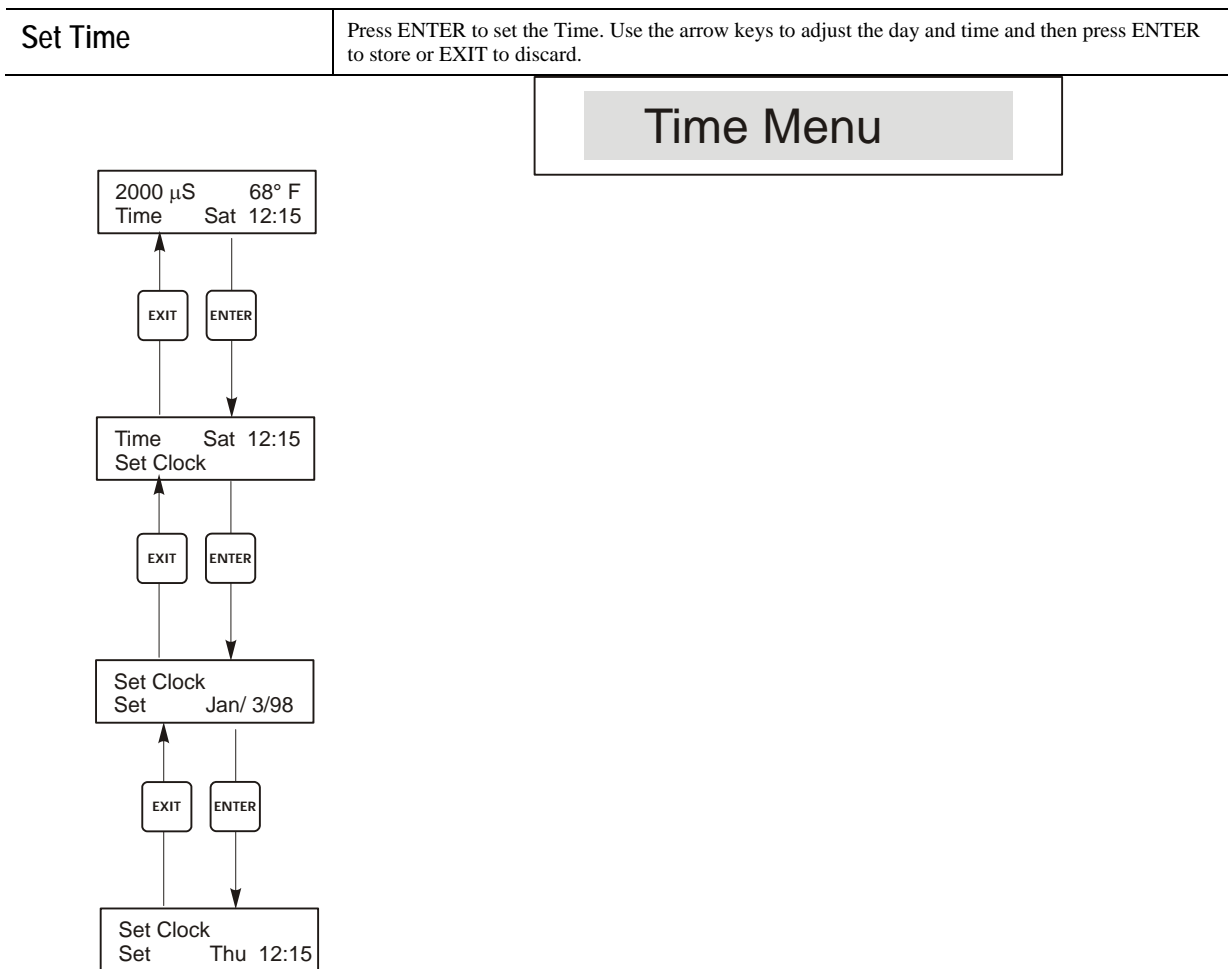 Set Time
Press ENTER to set the Time. Use the arrow keys to adjust the day and time and then press ENTER
to store or EXIT to discard.
Time Menu
2000 μS 68° F
Time Sat 12:15
EXIT ENTER
Time Sat 12:15
Set Clock
EXIT ENTER
Set Clock
Set Jan/ 3/98
EXIT ENTER
Set Clock
Set Thu 12:15